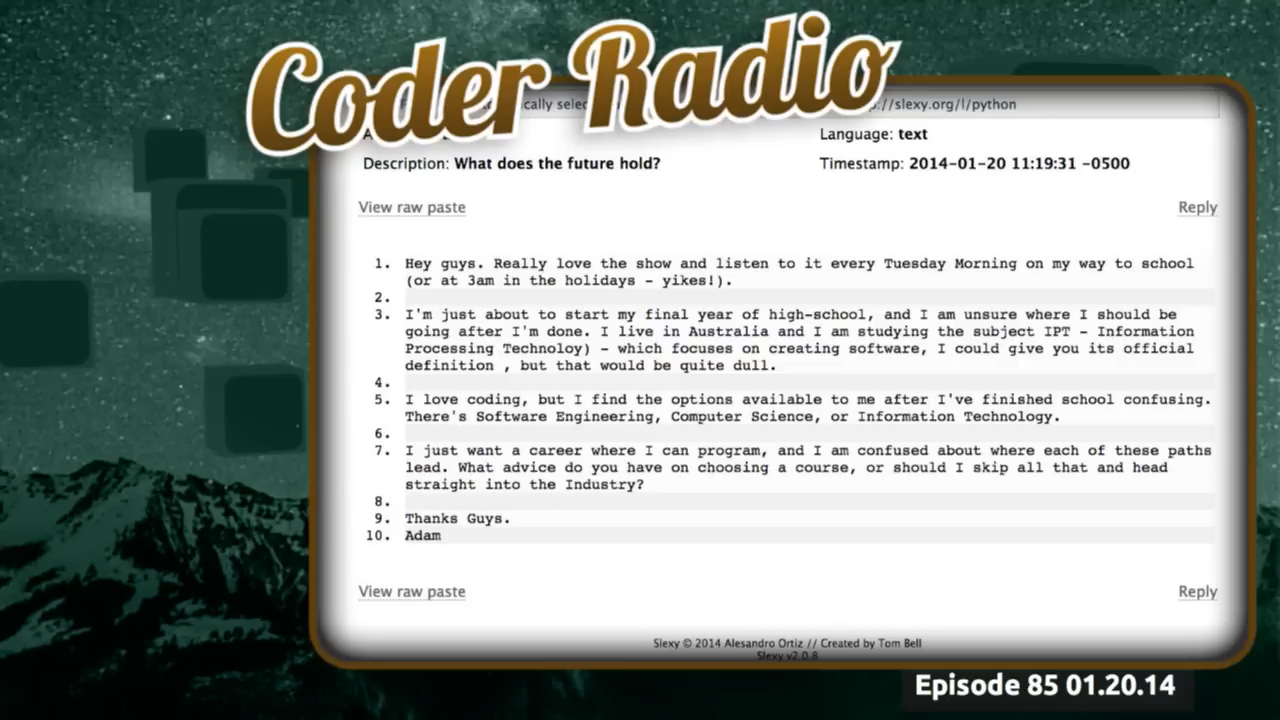 Coder Radio
ically selec
://slexy.org/l/python
A
Language: text
Description: What does the future hold?
Timestamp: 2014-01-20 11:19:31 -0500
View raw paste
Reply
1. Hey guys. Really love the show and listen to it every Tuesday Morning on my way to school
(or at 3am in the holidays - yikes!).
2.
3. I'm just about to start my final year of high-school, and I am unsure where I should be
going after I'm done. I live in Australia and I am studying the subject IPT - Information
Processing Technoloy) - which focuses on creating software, I could give you its official
definition , but that would be quite dull.
4.
5. I love coding, but I find the options available to me after I've finished school confusing.
There's Software Engineering, Computer Science, or Information Technology.
6.
7. I just want a career where I can program, and I am confused about where each of these paths
lead. What advice do you have on choosing a course, or should I skip all that and head
straight into the Industry?
8.
9. Thanks Guys.
10. Adam
View raw paste
Reply
Slexy © 2014 Alesandro Ortiz // Created by Tom Bell
Slexy v2.0.8
Episode 85 01.20.14